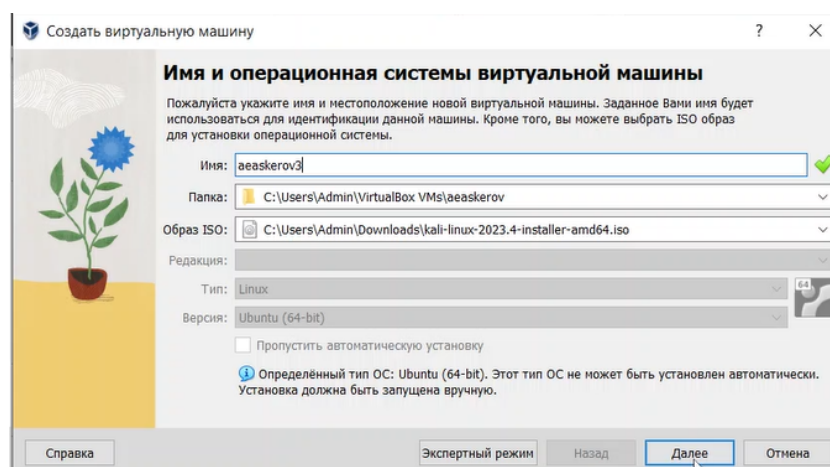 Создать виртуальную машину
Имя и операционная системы виртуальной машины
Пожалуйста укажите имя и местоположение новой виртуальной машины. Заданное Вами имя будет
использоваться для идентификации данной машины. Кроме того, вы можете выбрать ISO образ
для установки операционной системы.
Имя: aeaskerov3
Папка: C:\Users\Admin\VirtualBox VMs\aeaskerov
Образ ISO: C:\Users\Admin\Downloads\kali-linux-2023.4-installer-amd64.iso
Редакция:
Тип: Linux
64
Версия: Ubuntu (64-bit)
Пропустить автоматическую установку
Определённый тип ОС: Ubuntu (64-bit). Этот тип ОС не может быть установлен автоматически.
Установка должна быть запущена вручную.
Справка Экспертный режим Назад Далее Отмена